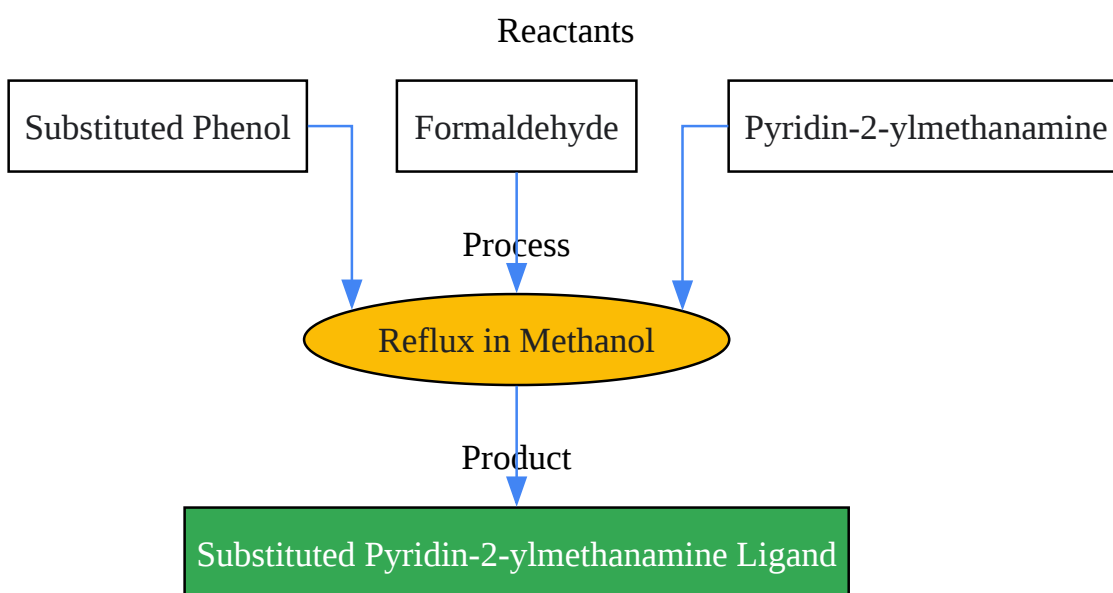 Reactants
Substituted Phenol
Formaldehyde
Pyridin-2-ylmethanamine
Process
Reflux in Methanol
Product
Substituted Pyridin-2-ylmethanamine Ligand